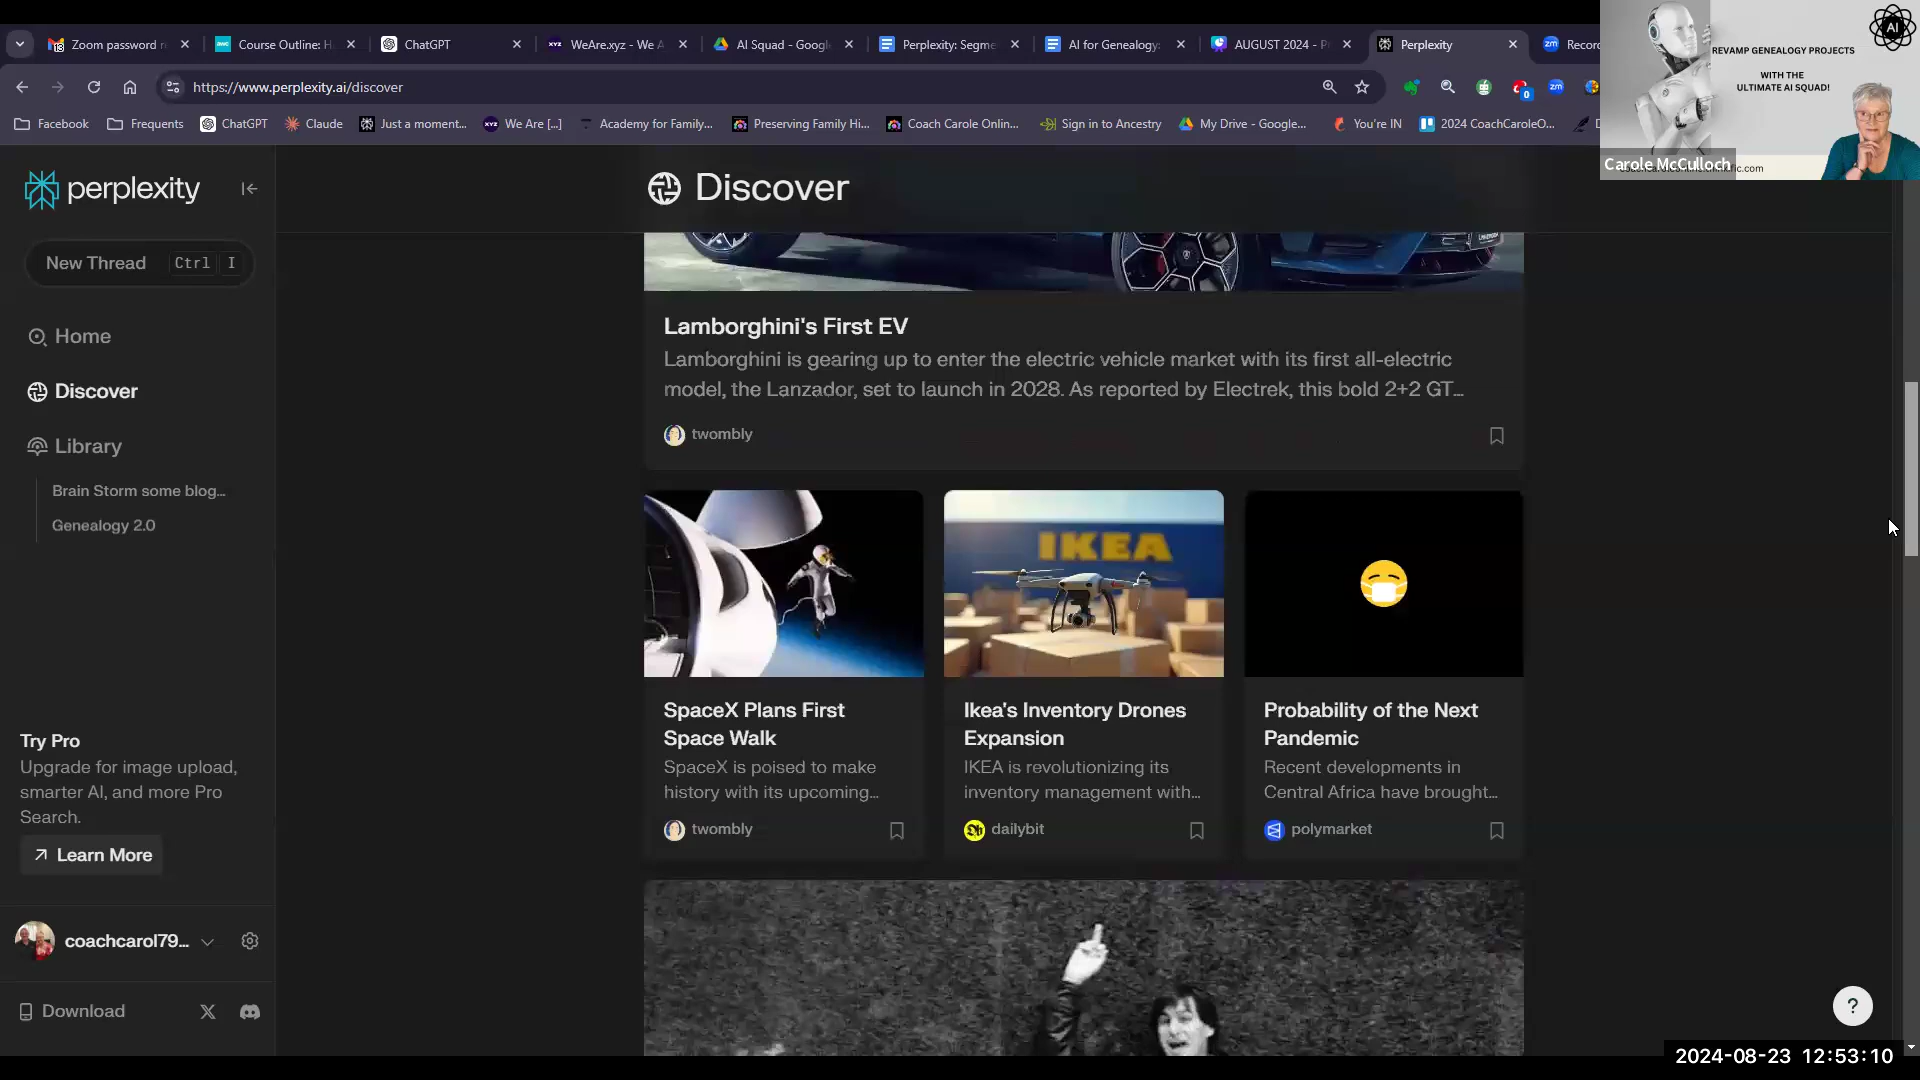 Zoom password r
Course Outline: H
ChatGPT
WeAre.xyz - We A
AI Squad - Googl
Perplexity: Segme
AI for Genealogy:
AUGUST 2024 - P
Perplexity
Recor
https://www.perplexity.ai/discover
Facebook
Frequents
ChatGPT
Claude
Just a moment...
We Are [...]
Academy for Family...
Preserving Family Hi...
Coach Carole Onlin...
Sign in to Ancestry
My Drive - Google...
You're IN
2024 CoachCaroleO...
REVAMP GENEALOGY PROJECTS
WITH THE
ULTIMATE AI SQUAD!
AI
Carole McCulloch
perplexity
New Thread Ctrl I
Home
Discover
Library
Brain Storm some blog...
Genealogy 2.0
Try Pro
Upgrade for image upload,
smarter AI, and more Pro
Search.
Learn More
coachcarol79...
Download
Discover
Lamborghini's First EV
Lamborghini is gearing up to enter the electric vehicle market with its first all-electric
model, the Lanzador, set to launch in 2028. As reported by Electrek, this bold 2+2 GT...
twombly
IKEA
SpaceX Plans First
Space Walk
SpaceX is poised to make
history with its upcoming...
twombly
Ikea's Inventory Drones
Expansion
IKEA is revolutionizing its
inventory management with...
dailybit
Probability of the Next
Pandemic
Recent developments in
Central Africa have brought...
polymarket
?
2024-08-23 12:53:10